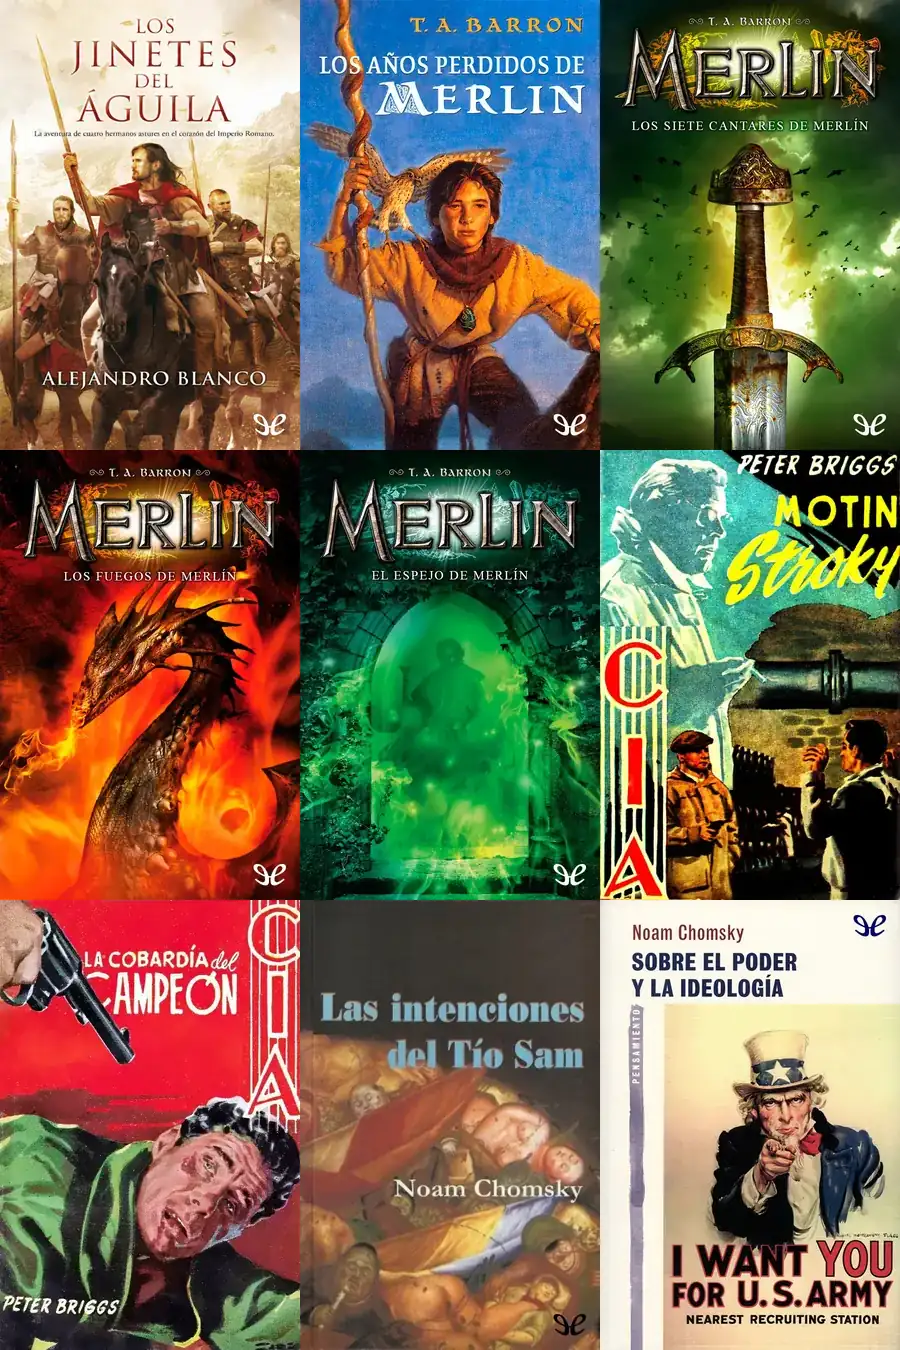 LOS
JINETES
DEL
ÁGUILA
La aventura de cuatro hermanos astures en el corazón del Imperio Romano.
ALEJANDRO BLANCO
T. A. BARRON
LOS AÑOS PERDIDOS DE
MERLIN
T. A. BARRON
MERLIN
LOS SIETE CANTARES DE MERLÍN
T. A. BARRON
MERLIN
LOS FUEGOS DE MERLÍN
T. A. BARRON
MERLIN
EL ESPEJO DE MERLÍN
PETER BRIGGS
MOTIN
Stroky
CIA
LA COBARDÍA del
CAMPEÓN
CIA
PETER BRIGGS
Las intenciones
del Tío Sam
Noam Chomsky
Noam Chomsky
SOBRE EL PODER
Y LA IDEOLOGÍA
PENSAMIENTO
I WANT YOU
FOR U.S. ARMY
NEAREST RECRUITING STATION